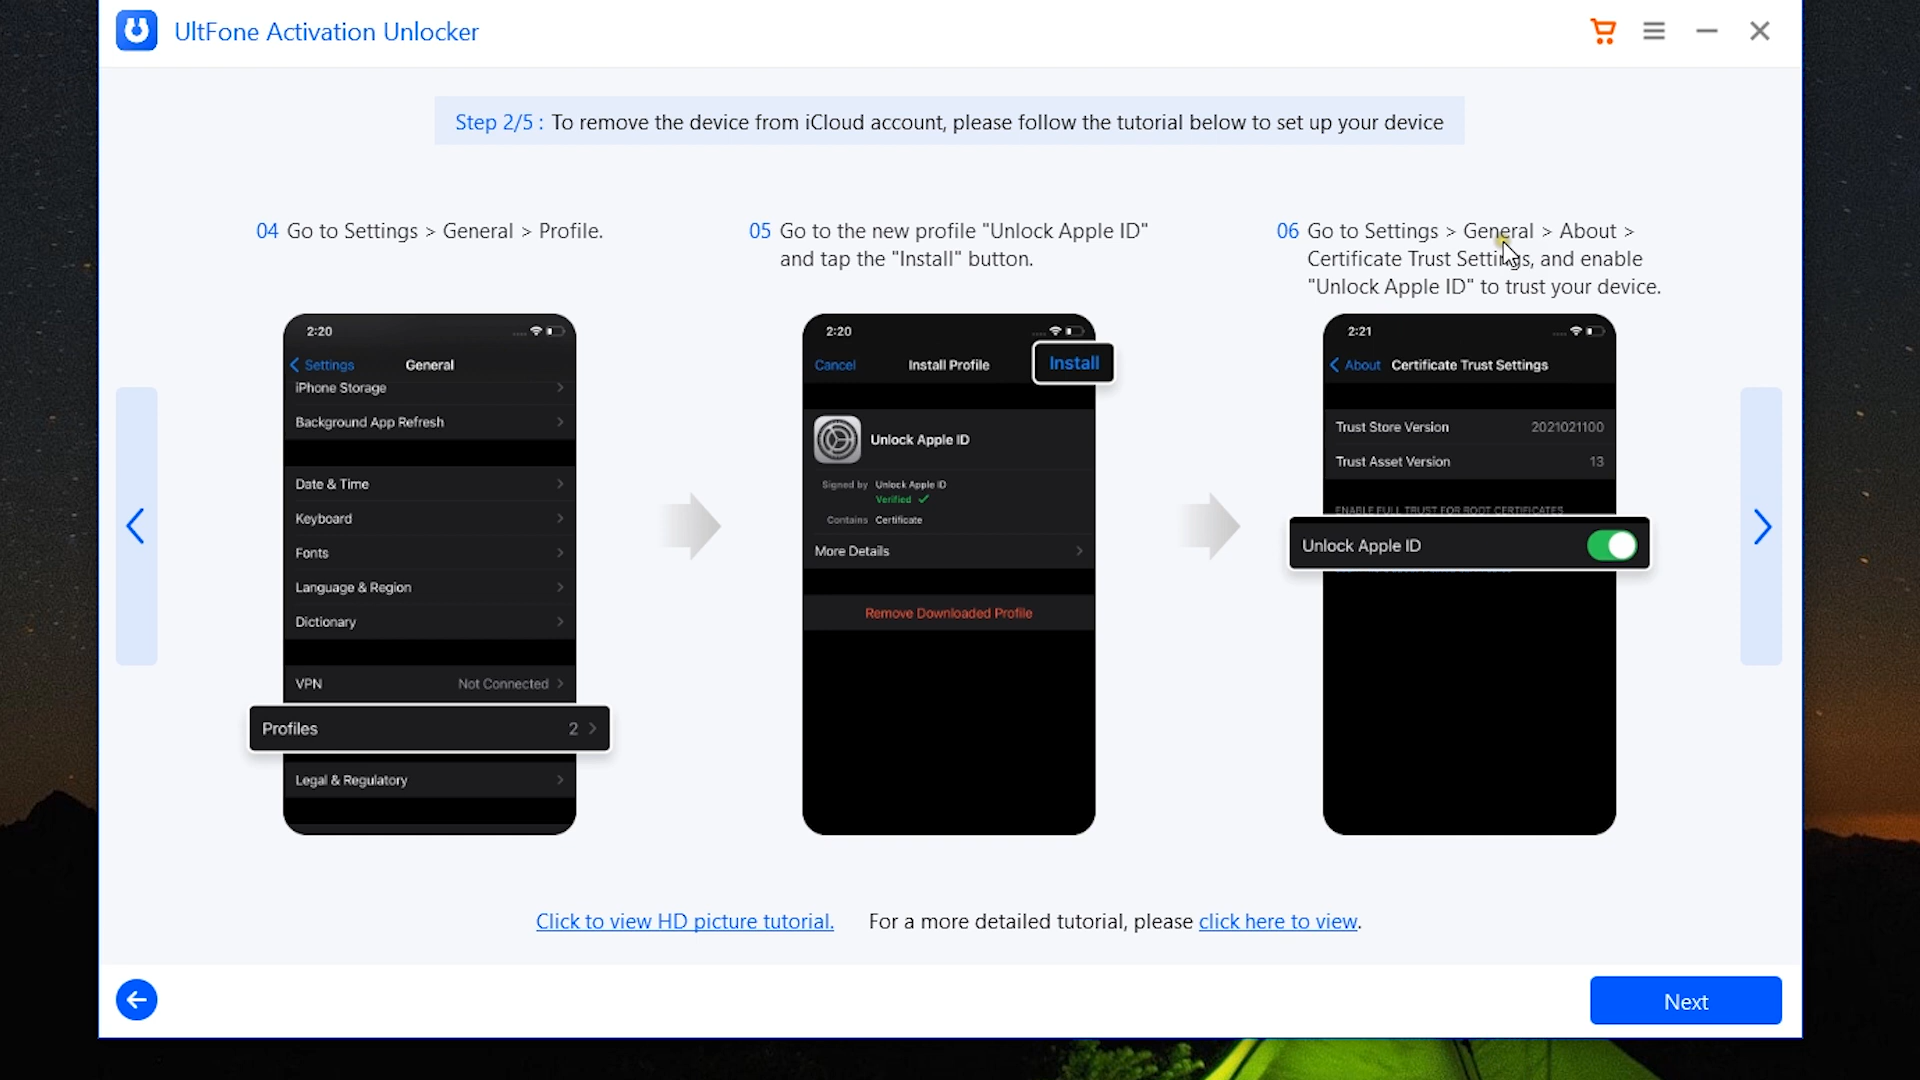 UltFone Activation Unlocker
Step 2/5 : To remove the device from iCloud account, please follow the tutorial below to set up your device
04 Go to Settings > General > Profile.
2:20
Settings
General
iPhone Storage
Background App Refresh
Date & Time
Keyboard
Fonts
Language & Region
Dictionary
VPN Not Connected
Profiles 2
Legal & Regulatory
05 Go to the new profile "Unlock Apple ID"
and tap the "Install" button.
2:20
Cancel Install Profile Install
Unlock Apple ID
Signed by Unlock Apple ID
Verified ✓
Contains Certificate
More Details
Remove Downloaded Profile
06 Go to Settings > General > About >
Certificate Trust Settings, and enable
"Unlock Apple ID" to trust your device.
2:21
About Certificate Trust Settings
Trust Store Version 2021021100
Trust Asset Version 13
ENABLE FULL TRUST FOR ROOT CERTIFICATES
Unlock Apple ID
Click to view HD picture tutorial. For a more detailed tutorial, please click here to view.
Next